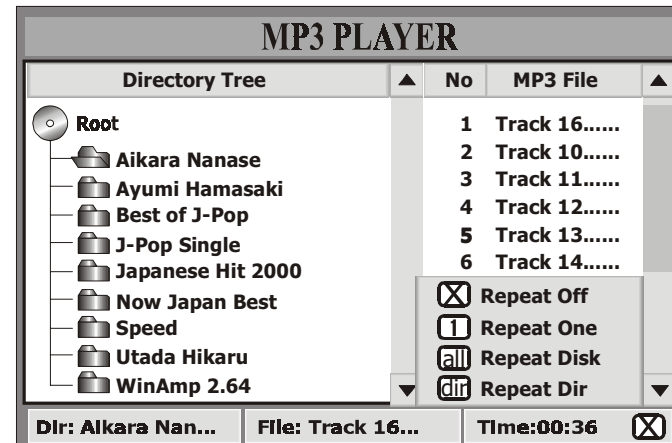 MP3 PLAYER
Directory Tree
No MP3 File
Root
Aikara Nanase
Ayumi Hamasaki
Best of J-Pop
J-Pop Single
Japanese Hit 2000
Now Japan Best
Speed
Utada Hikaru
WinAmp 2.64
1 Track 16......
2 Track 10......
3 Track 11......
4 Track 12......
5 Track 13......
6 Track 14......
X Repeat Off
1 Repeat One
all Repeat Disk
dir Repeat Dir
Dir: Aikara Nan... File: Track 16... Time:00:36 X